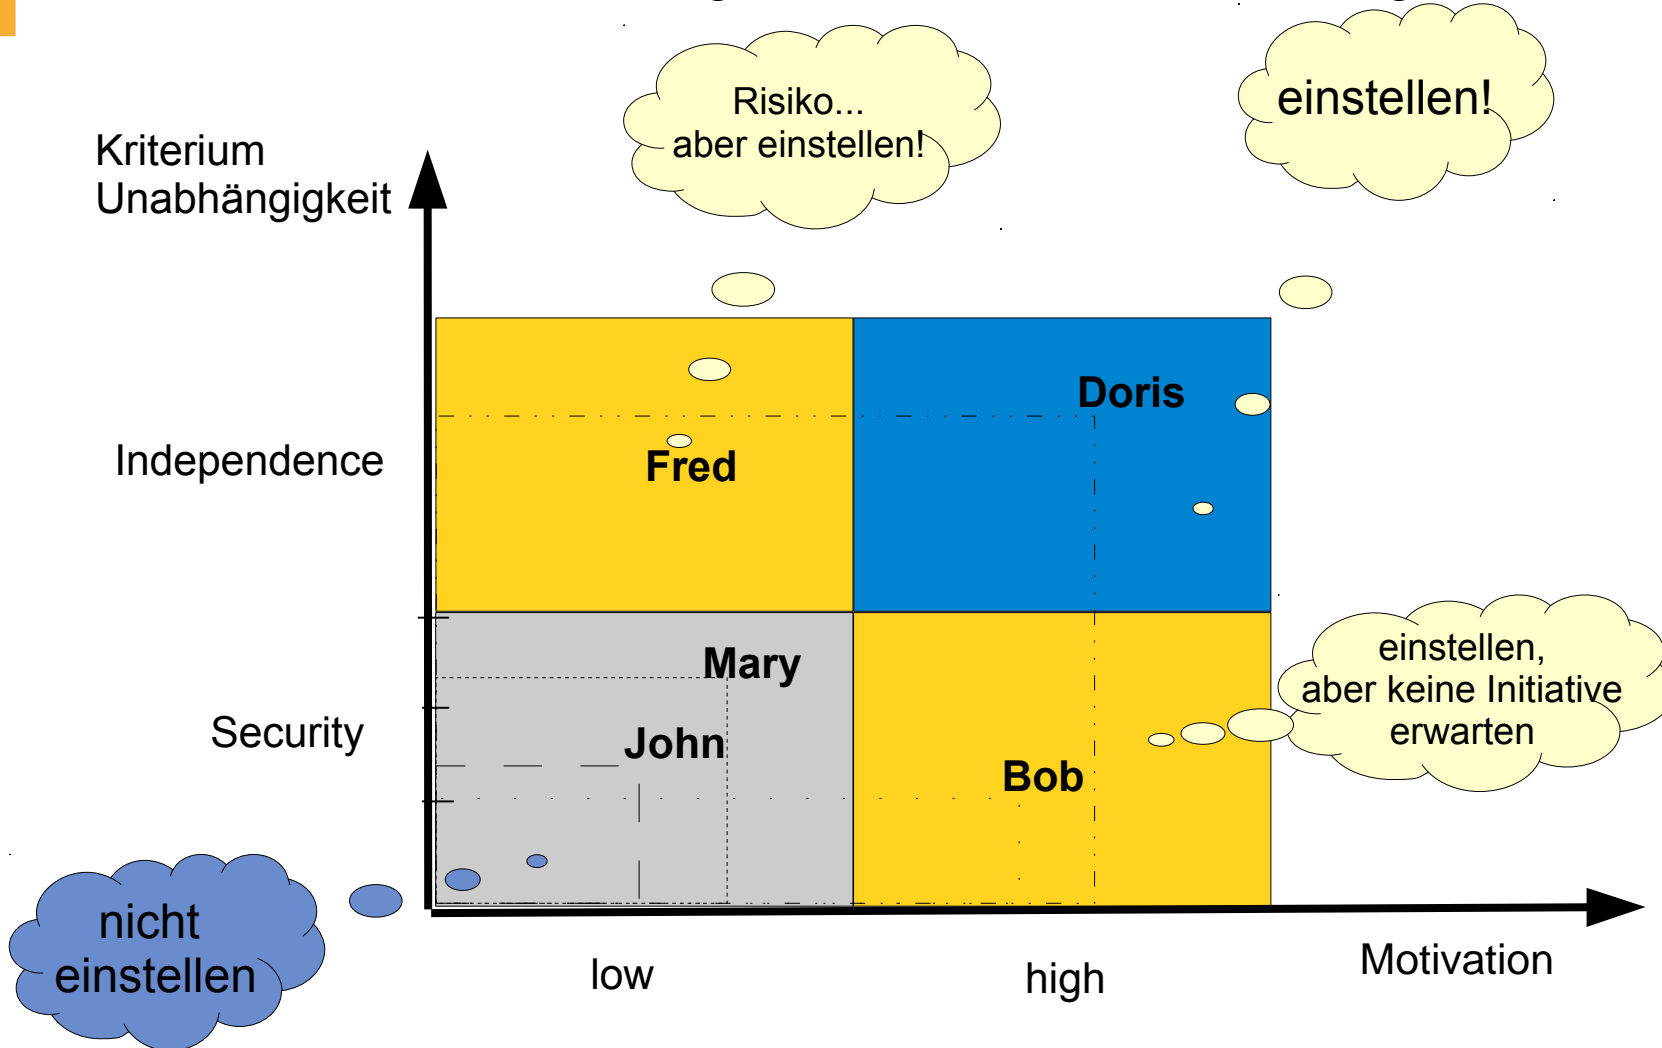 Risiko...
aber einstellen!
einstellen!
Kriterium
Unabhängigkeit
Doris
Independence
Fred
Mary
einstellen,
aber keine Initiative
erwarten
Security
John
Bob
nicht
einstellen
low
high
Motivation